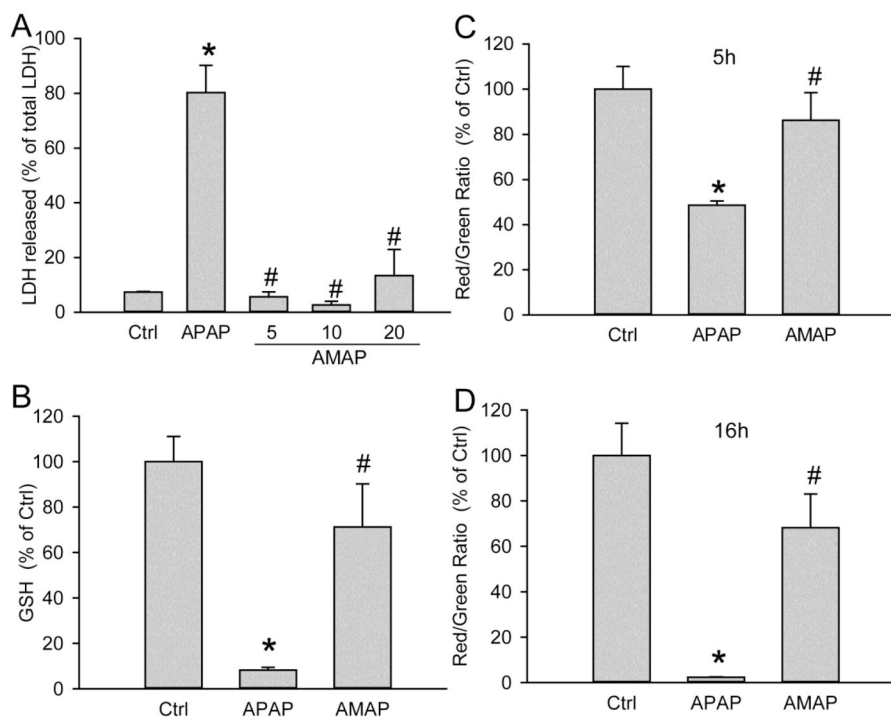 A
LDH released (% of total LDH)
100
80
60
40
20
0
*
#
#
#
Ctrl APAP 5 10 20
AMAP
B
GSH (% of Ctrl)
120
100
80
60
40
20
0
*
#
Ctrl APAP AMAP
C
Red/Green Ratio (% of Ctrl)
120
100
80
60
40
20
0
5h
*
#
Ctrl APAP AMAP
D
Red/Green Ratio (% of Ctrl)
120
100
80
60
40
20
0
16h
*
#
Ctrl APAP AMAP